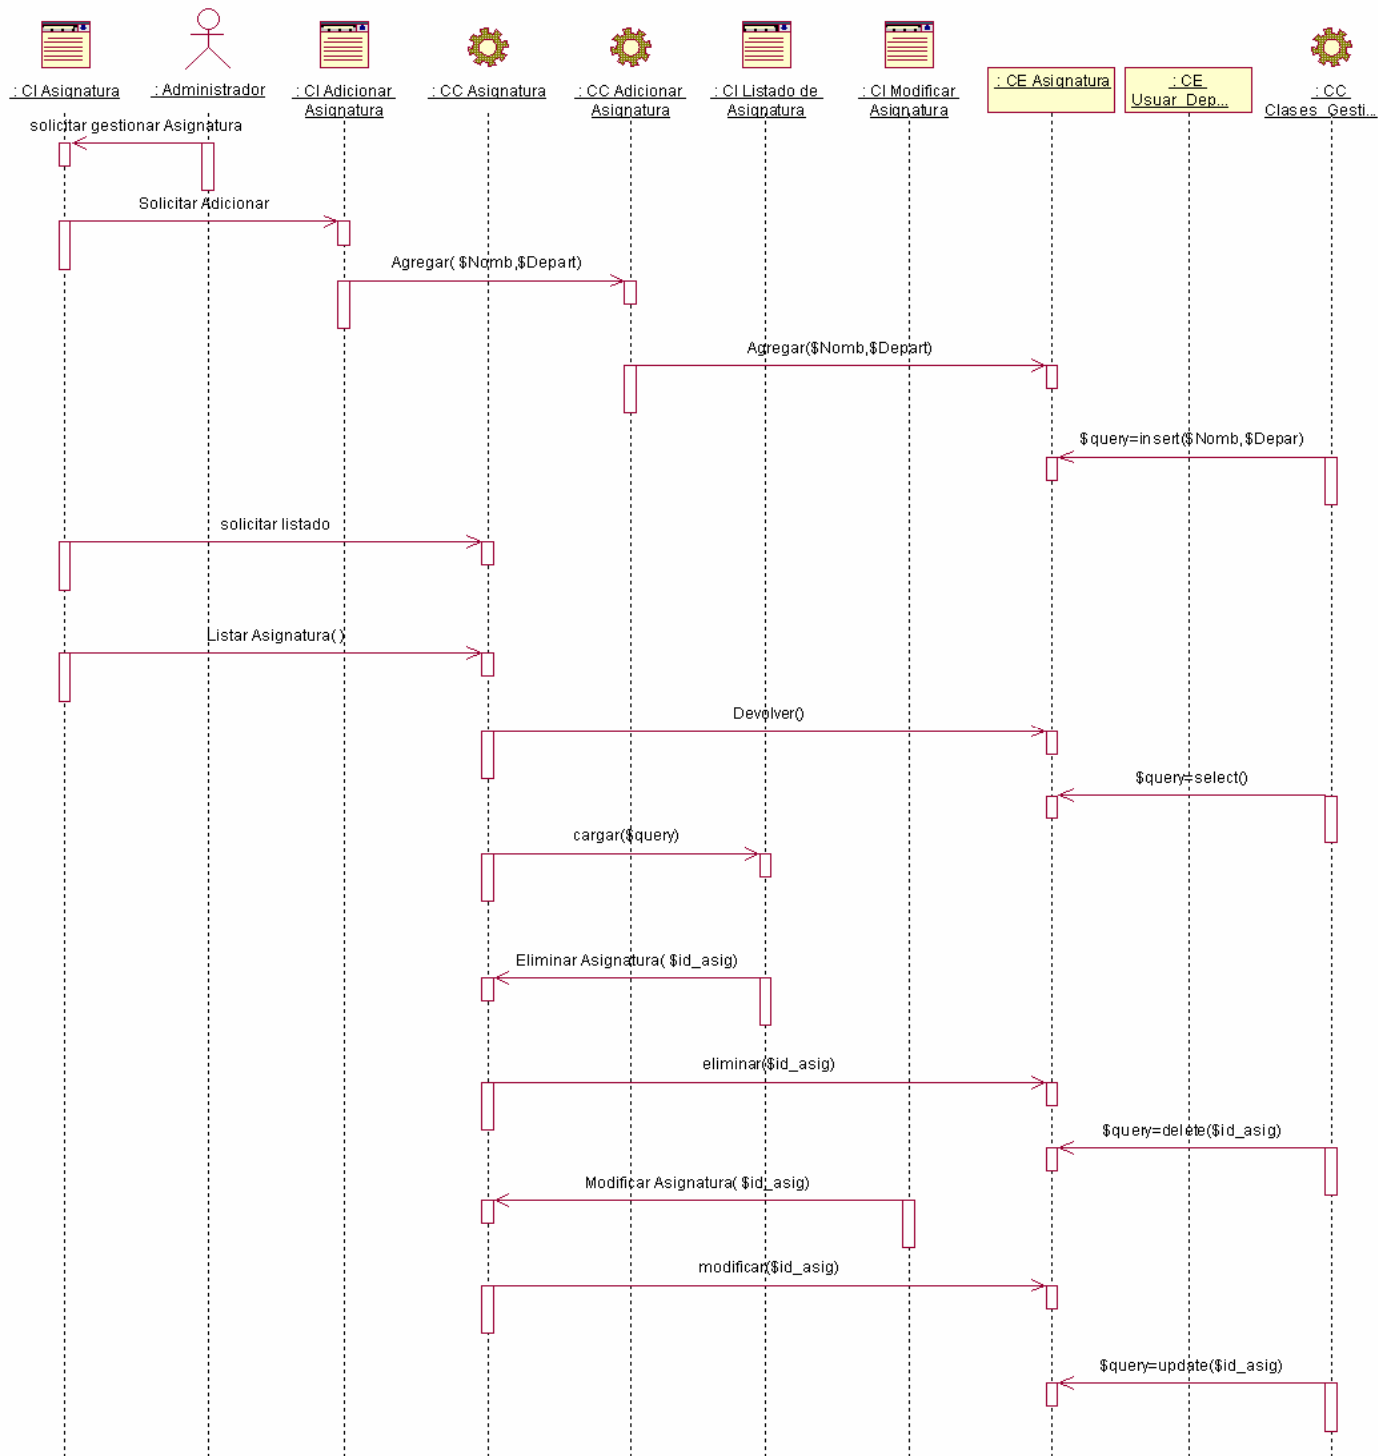 : CI Asignatura
: Administrador
: CI Adicionar
Asignatura
: CC Asignatura
: CC Adicionar
Asignatura
: CI Listado de
Asignatura
: CI Modificar
Asignatura
: CE Asignatura
: CE
Usuar_Dep...
: CC
Clases_Gesti...
solicitar gestionar Asignatura
Solicitar Adicionar
Agregar( $Nomb,$Depart)
Agregar($Nomb,$Depart)
$query=insert($Nomb,$Depar)
solicitar listado
Listar Asignatura( )
Devolver()
$query=select()
cargar($query)
Eliminar Asignatura( $id_asig)
eliminar($id_asig)
$query=delete($id_asig)
Modificar Asignatura( $id_asig)
modificar($id_asig)
$query=update($id_asig)